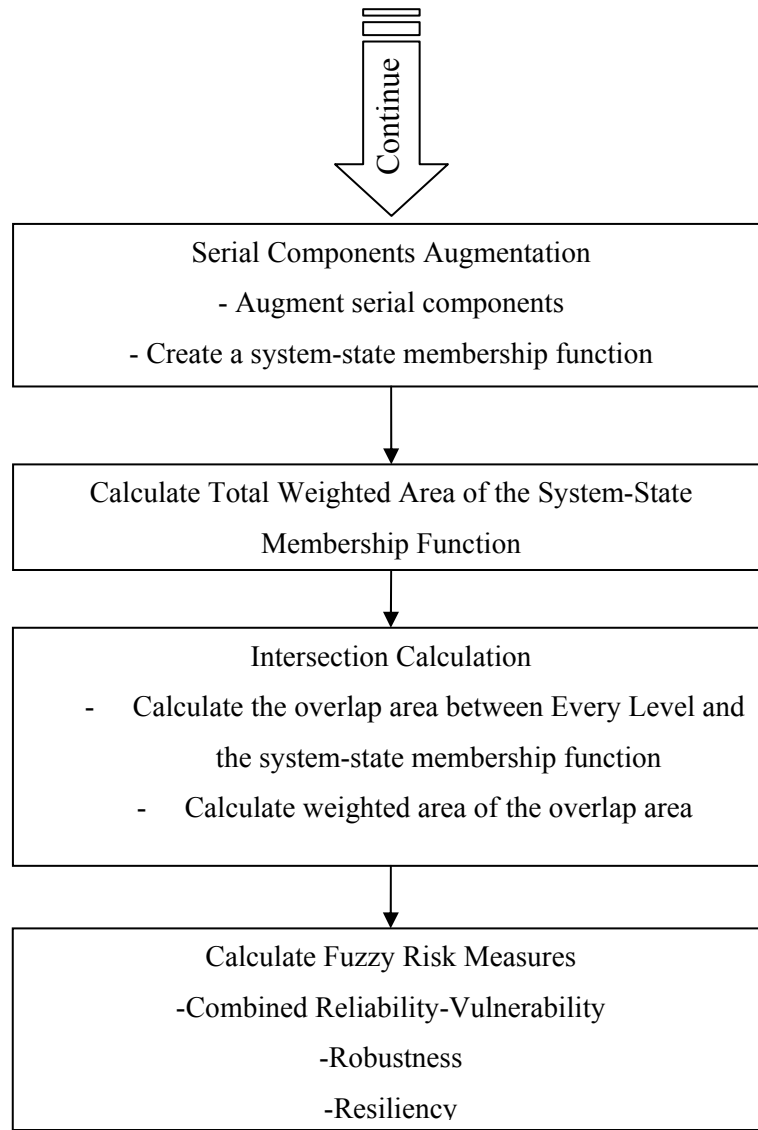 Continue
Serial Components Augmentation
- Augment serial components
- Create a system-state membership function
Calculate Total Weighted Area of the System-State
Membership Function
Intersection Calculation
- Calculate the overlap area between Every Level and
the system-state membership function
- Calculate weighted area of the overlap area
Calculate Fuzzy Risk Measures
-Combined Reliability-Vulnerability
-Robustness
-Resiliency